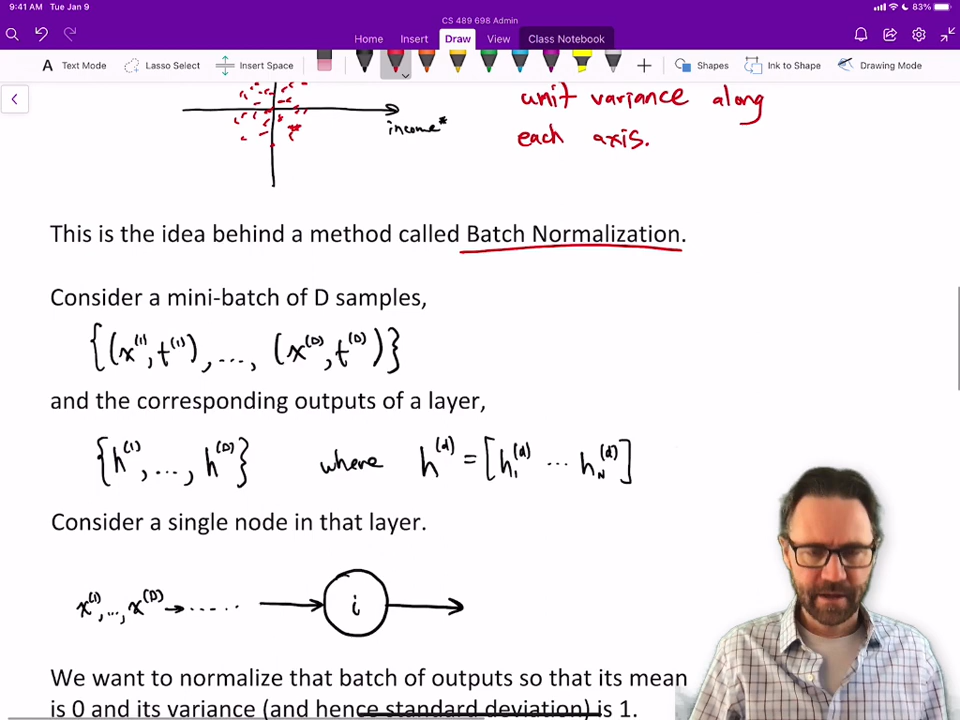 9:41 AM Tue Jan 9
83%
CS 489 698 Admin
Home Insert Draw View Class Notebook
A Text Mode Lasso Select Insert Space Shapes Ink to Shape Drawing Mode
unit variance along
income*
each axis.
This is the idea behind a method called Batch Normalization.
Consider a mini-batch of D samples,
{(x⁽¹⁾, t⁽¹⁾), ..., (x⁽ᴰ⁾, t⁽ᴰ⁾)}
and the corresponding outputs of a layer,
{h⁽¹⁾, ..., h⁽ᴰ⁾} where h⁽ᵈ⁾ = [h₁⁽ᵈ⁾ ... h_N⁽ᵈ⁾]
Consider a single node in that layer.
x⁽¹⁾, ..., x⁽ᴰ⁾ → ...... i
We want to normalize that batch of outputs so that its mean
is 0 and its variance (and hence standard deviation) is 1.